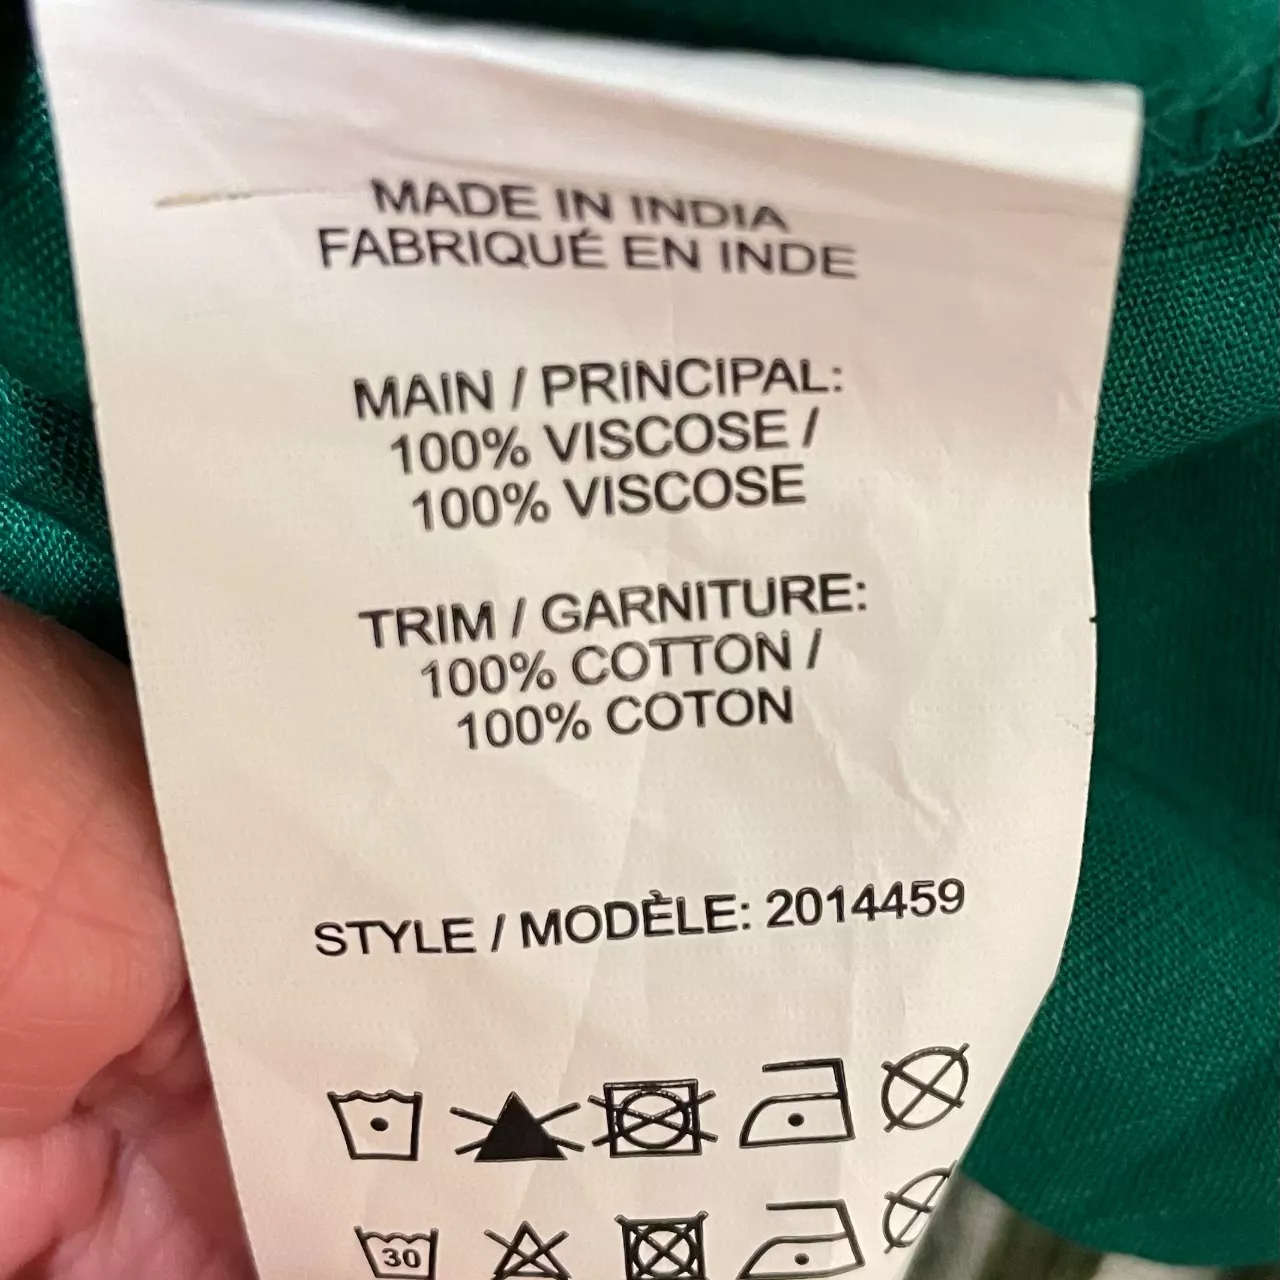 MADE IN INDIA
FABRIQUÉ EN INDE
MAIN / PRINCIPAL:
100% VISCOSE /
100% VISCOSE
TRIM / GARNITURE:
100% COTTON /
100% COTON
STYLE / MODÈLE: 2014459
30